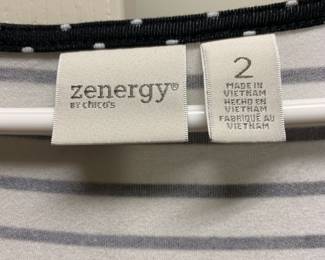 zenergy®
BY chico's
2
MADE IN
VIETNAM
HECHO EN
VIETNAM
FABRIQUÉ AU
VIETNAM